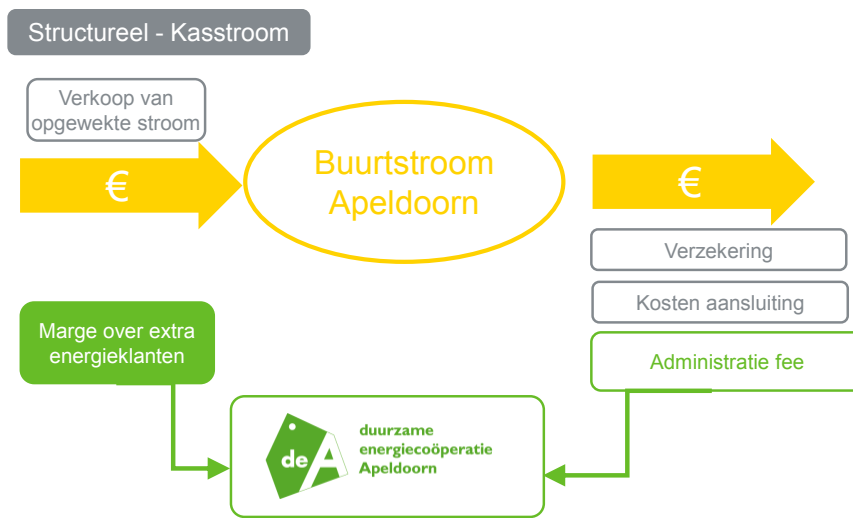 Structureel - Kasstroom
Verkoop van
opgewekte stroom
€
Buurtstroom
Apeldoorn
€
Verzekering
Kosten aansluiting
Administratie fee
Marge over extra
energieklanten
deA
duurzame
energiecoöperatie
Apeldoorn